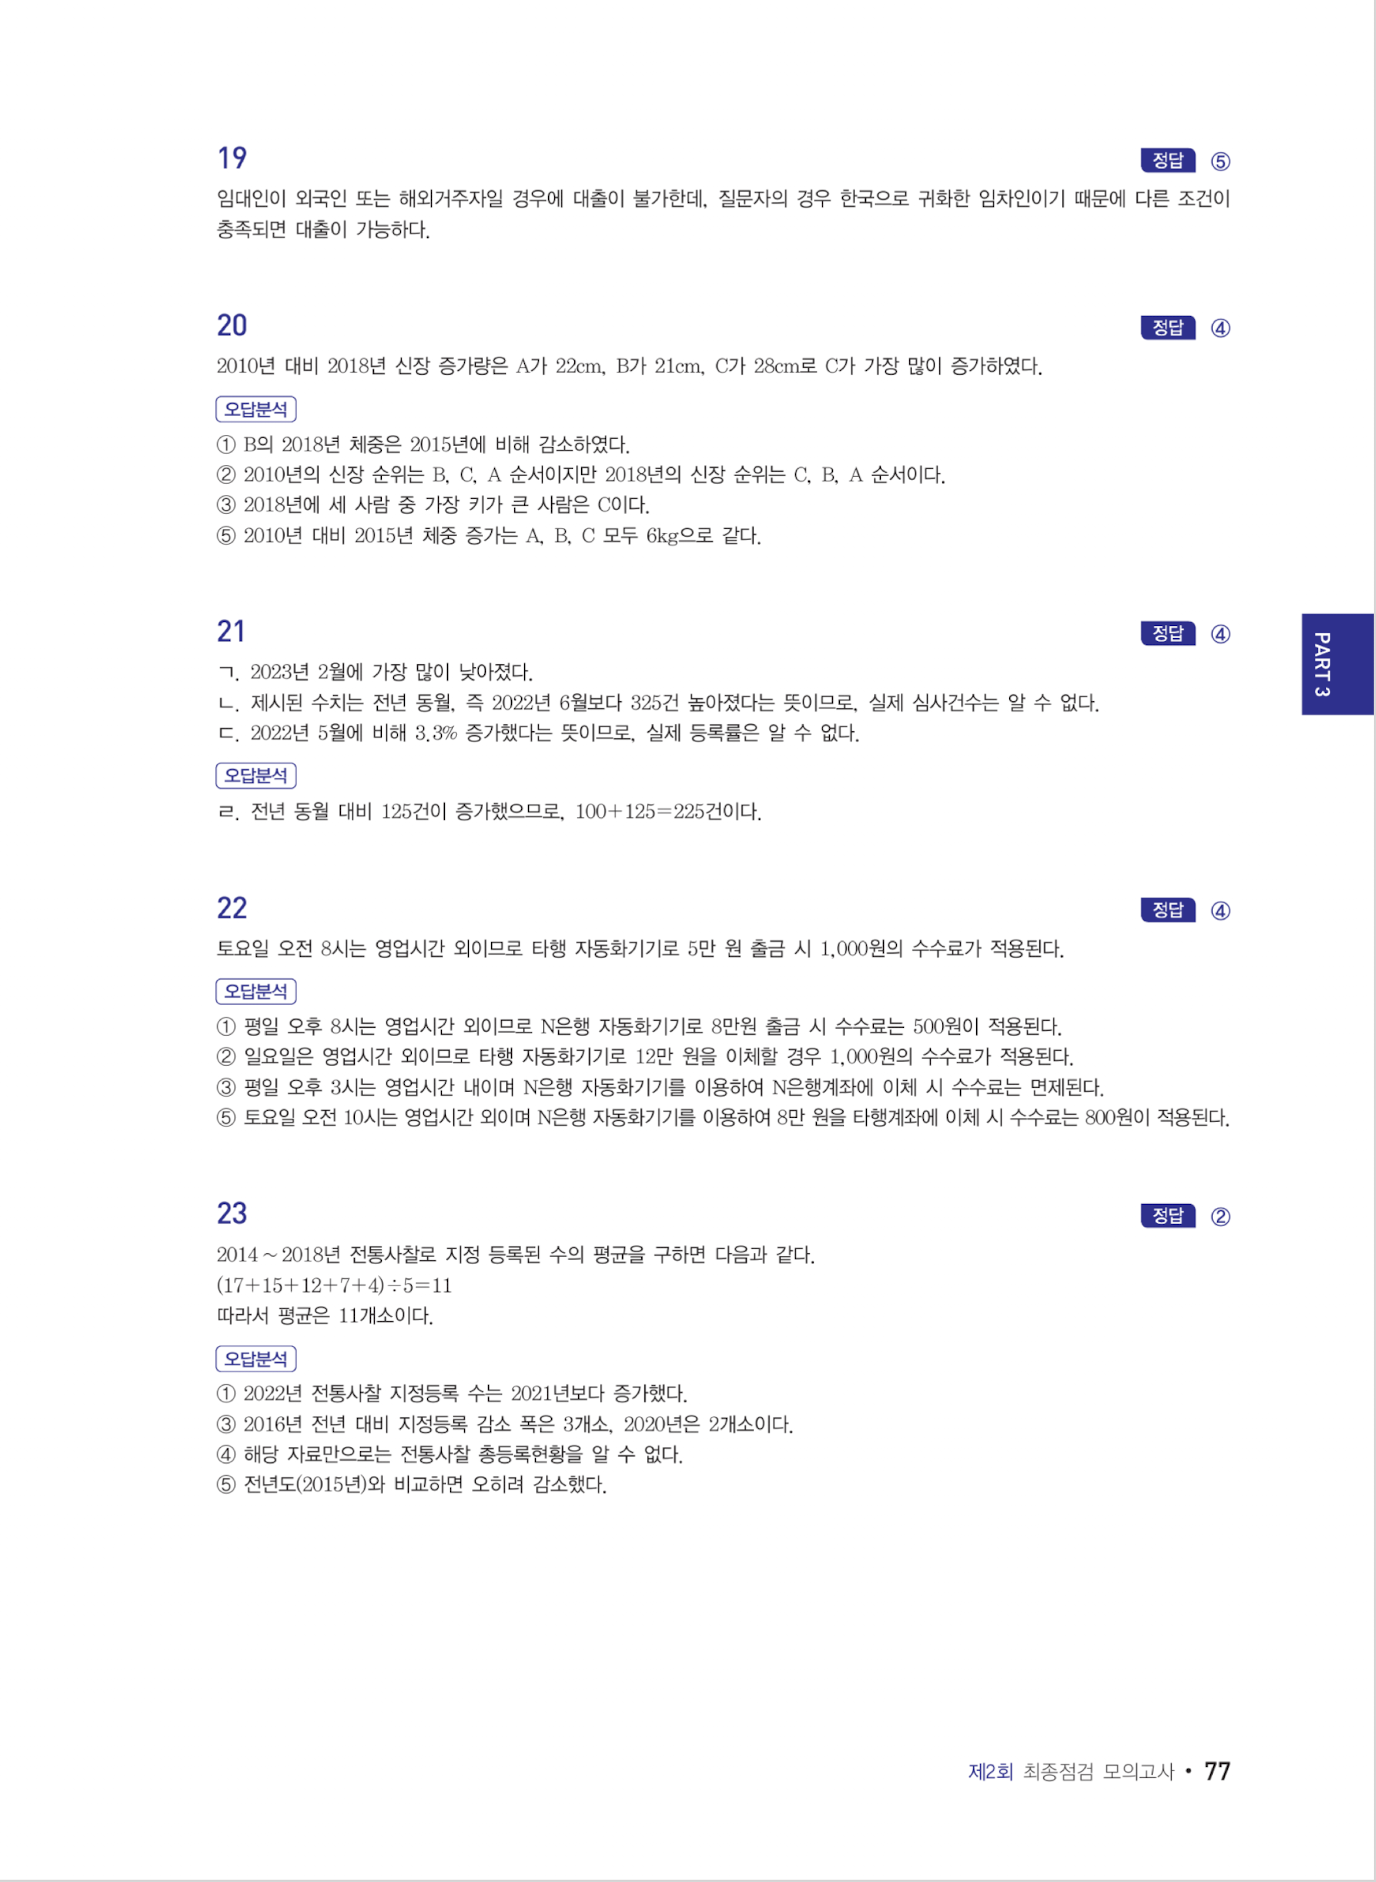 19
정답 ⑤
임대인이 외국인 또는 해외거주자일 경우에 대출이 불가한데, 질문자의 경우 한국으로 귀화한 임차인이기 때문에 다른 조건이
충족되면 대출이 가능하다.
20
정답 ④
2010년 대비 2018년 신장 증가량은 A가 22cm, B가 21cm, C가 28cm로 C가 가장 많이 증가하였다.
오답분석
① B의 2018년 체중은 2015년에 비해 감소하였다.
② 2010년의 신장 순위는 B, C, A 순서이지만 2018년의 신장 순위는 C, B, A 순서이다.
③ 2018년에 세 사람 중 가장 키가 큰 사람은 C이다.
⑤ 2010년 대비 2015년 체중 증가는 A, B, C 모두 6kg으로 같다.
21
정답 ④
ㄱ. 2023년 2월에 가장 많이 낮아졌다.
ㄴ. 제시된 수치는 전년 동월, 즉 2022년 6월보다 325건 높아졌다는 뜻이므로, 실제 심사건수는 알 수 없다.
ㄷ. 2022년 5월에 비해 3.3% 증가했다는 뜻이므로, 실제 등록률은 알 수 없다.
오답분석
ㄹ. 전년 동월 대비 125건이 증가했으므로, 100+125=225건이다.
PART 3
22
정답 ④
토요일 오전 8시는 영업시간 외이므로 타행 자동화기기로 5만 원 출금 시 1,000원의 수수료가 적용된다.
오답분석
① 평일 오후 8시는 영업시간 외이므로 N은행 자동화기기로 8만원 출금 시 수수료는 500원이 적용된다.
② 일요일은 영업시간 외이므로 타행 자동화기기로 12만 원을 이체할 경우 1,000원의 수수료가 적용된다.
③ 평일 오후 3시는 영업시간 내이며 N은행 자동화기기를 이용하여 N은행계좌에 이체 시 수수료는 면제된다.
⑤ 토요일 오전 10시는 영업시간 외이며 N은행 자동화기기를 이용하여 8만 원을 타행계좌에 이체 시 수수료는 800원이 적용된다.
23
정답 ②
2014~2018년 전통사찰로 지정 등록된 수의 평균을 구하면 다음과 같다.
(17+15+12+7+4)÷5=11
따라서 평균은 11개소이다.
오답분석
① 2022년 전통사찰 지정등록 수는 2021년보다 증가했다.
③ 2016년 전년 대비 지정등록 감소 폭은 3개소, 2020년은 2개소이다.
④ 해당 자료만으로는 전통사찰 총등록현황을 알 수 없다.
⑤ 전년도(2015년)와 비교하면 오히려 감소했다.
제2회 최종점검 모의고사 • 77